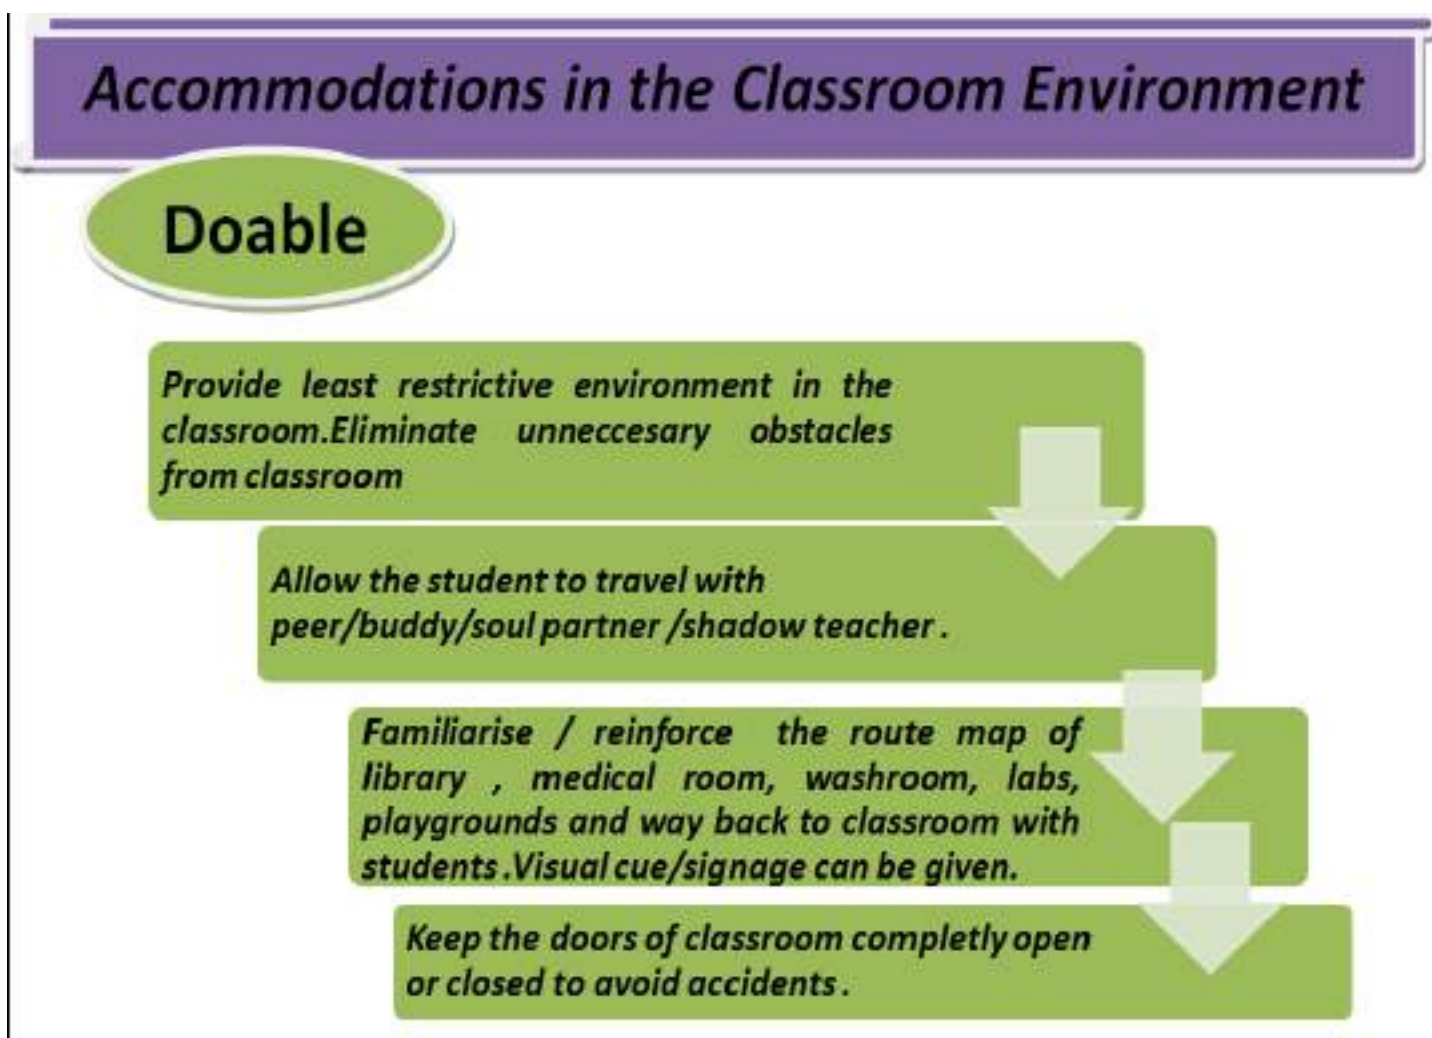 Accommodations in the Classroom Environment
Doable
Provide least restrictive environment in the
classroom.Eliminate unneccesary obstacles
from classroom
Allow the student to travel with
peer/buddy/soul partner /shadow teacher .
Familiarise / reinforce the route map of
library , medical room, washroom, labs,
playgrounds and way back to classroom with
students .Visual cue/signage can be given.
Keep the doors of classroom completly open
or closed to avoid accidents .